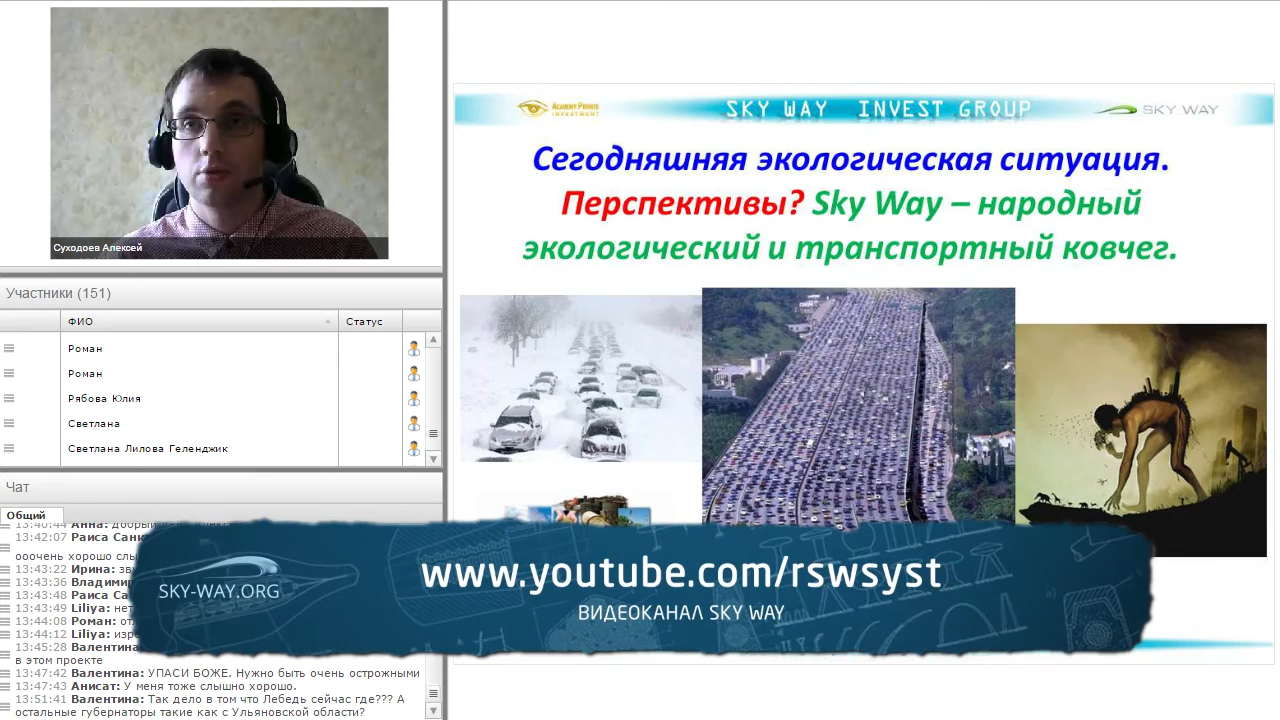 Суходоев Алексей
Участники (151)
ФИО
Статус
Роман
Роман
Рябова Юлия
Светлана
Светлана Лилова Геленджик
Чат
Общий
13:40:44 Анна:
13:42:07 Раиса
ооочень хорошо
13:43:22 Ирина:
13:43:36 Владимир
13:43:48 Раиса
13:43:49 Liliya: нет
13:44:08 Роман:
13:44:12 Liliya:
13:45:28 Валентина
в этом проекте
13:47:42 Валентина: УПАСИ БОЖЕ. Нужно быть очень острожными
13:47:43 Анисат: У меня тоже слышно хорошо.
13:51:41 Валентина: Так дело в том что Лебедь сейчас где??? А
остальные губернаторы такие как с Ульяновской области?
ACADEMY PRIVATE
INVESTMENT
SKY WAY INVEST GROUP
SKY WAY
Сегодняшняя экологическая ситуация.
Перспективы? Sky Way – народный
экологический и транспортный ковчег.
SKY-WAY.ORG
www.youtube.com/rswsyst
ВИДЕОКАНАЛ SKY WAY